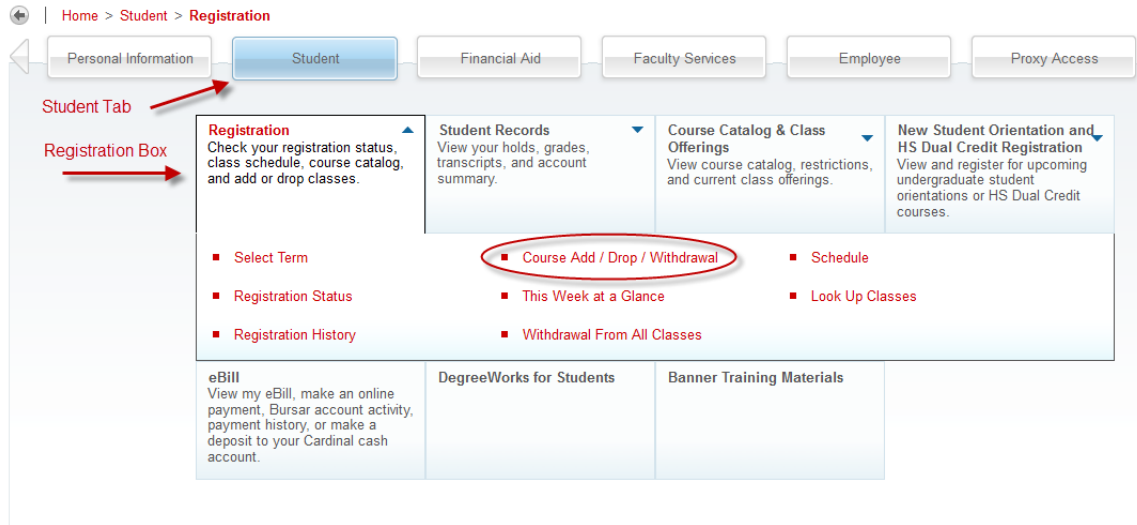 Home > Student > Registration
Personal Information
Student
Financial Aid
Faculty Services
Employee
Proxy Access
Student Tab
Registration Box
Registration
Check your registration status,
class schedule, course catalog,
and add or drop classes.
Student Records
View your holds, grades,
transcripts, and account
summary.
Course Catalog & Class
Offerings
View course catalog, restrictions,
and current class offerings.
New Student Orientation and
HS Dual Credit Registration
View and register for upcoming
undergraduate student
orientations or HS Dual Credit
courses.
Select Term
Course Add / Drop / Withdrawal
Schedule
Registration Status
This Week at a Glance
Look Up Classes
Registration History
Withdrawal From All Classes
eBill
View my eBill, make an online
payment, Bursar account activity,
payment history, or make a
deposit to your Cardinal cash
account.
DegreeWorks for Students
Banner Training Materials